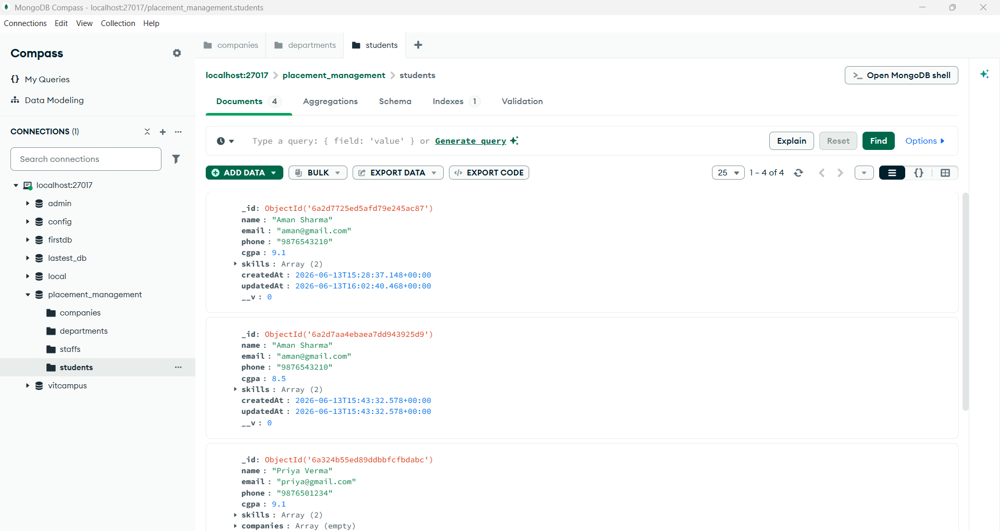 MongoDB Compass - localhost:27017/placement_management.students
Connections Edit View Collection Help
Compass
{} My Queries
Data Modeling
CONNECTIONS (1)
Search connections
localhost:27017
admin
config
firstdb
lastest_db
local
placement_management
companies
departments
staffs
students
vitcampus
companies departments students
localhost:27017 > placement_management > students
>_ Open MongoDB shell
Documents 4 Aggregations Schema Indexes 1 Validation
Type a query: { field: 'value' } or Generate query
Explain Reset Find Options
ADD DATA BULK EXPORT DATA </> EXPORT CODE
25 1 – 4 of 4 {}
_id: ObjectId('6a2d7725ed5afd79e245ac87')
name : "Aman Sharma"
email : "aman@gmail.com"
phone : "9876543210"
cgpa : 9.1
skills : Array (2)
createdAt : 2026-06-13T15:28:37.148+00:00
updatedAt : 2026-06-13T16:02:40.468+00:00
__v : 0
_id: ObjectId('6a2d7aa4ebaea7dd943925d9')
name : "Aman Sharma"
email : "aman@gmail.com"
phone : "9876543210"
cgpa : 8.5
skills : Array (2)
createdAt : 2026-06-13T15:43:32.578+00:00
updatedAt : 2026-06-13T15:43:32.578+00:00
__v : 0
_id: ObjectId('6a324b55ed89ddbbfcfbdabc')
name : "Priya Verma"
email : "priya@gmail.com"
phone : "9876501234"
cgpa : 9.1
skills : Array (2)
companies : Array (empty)